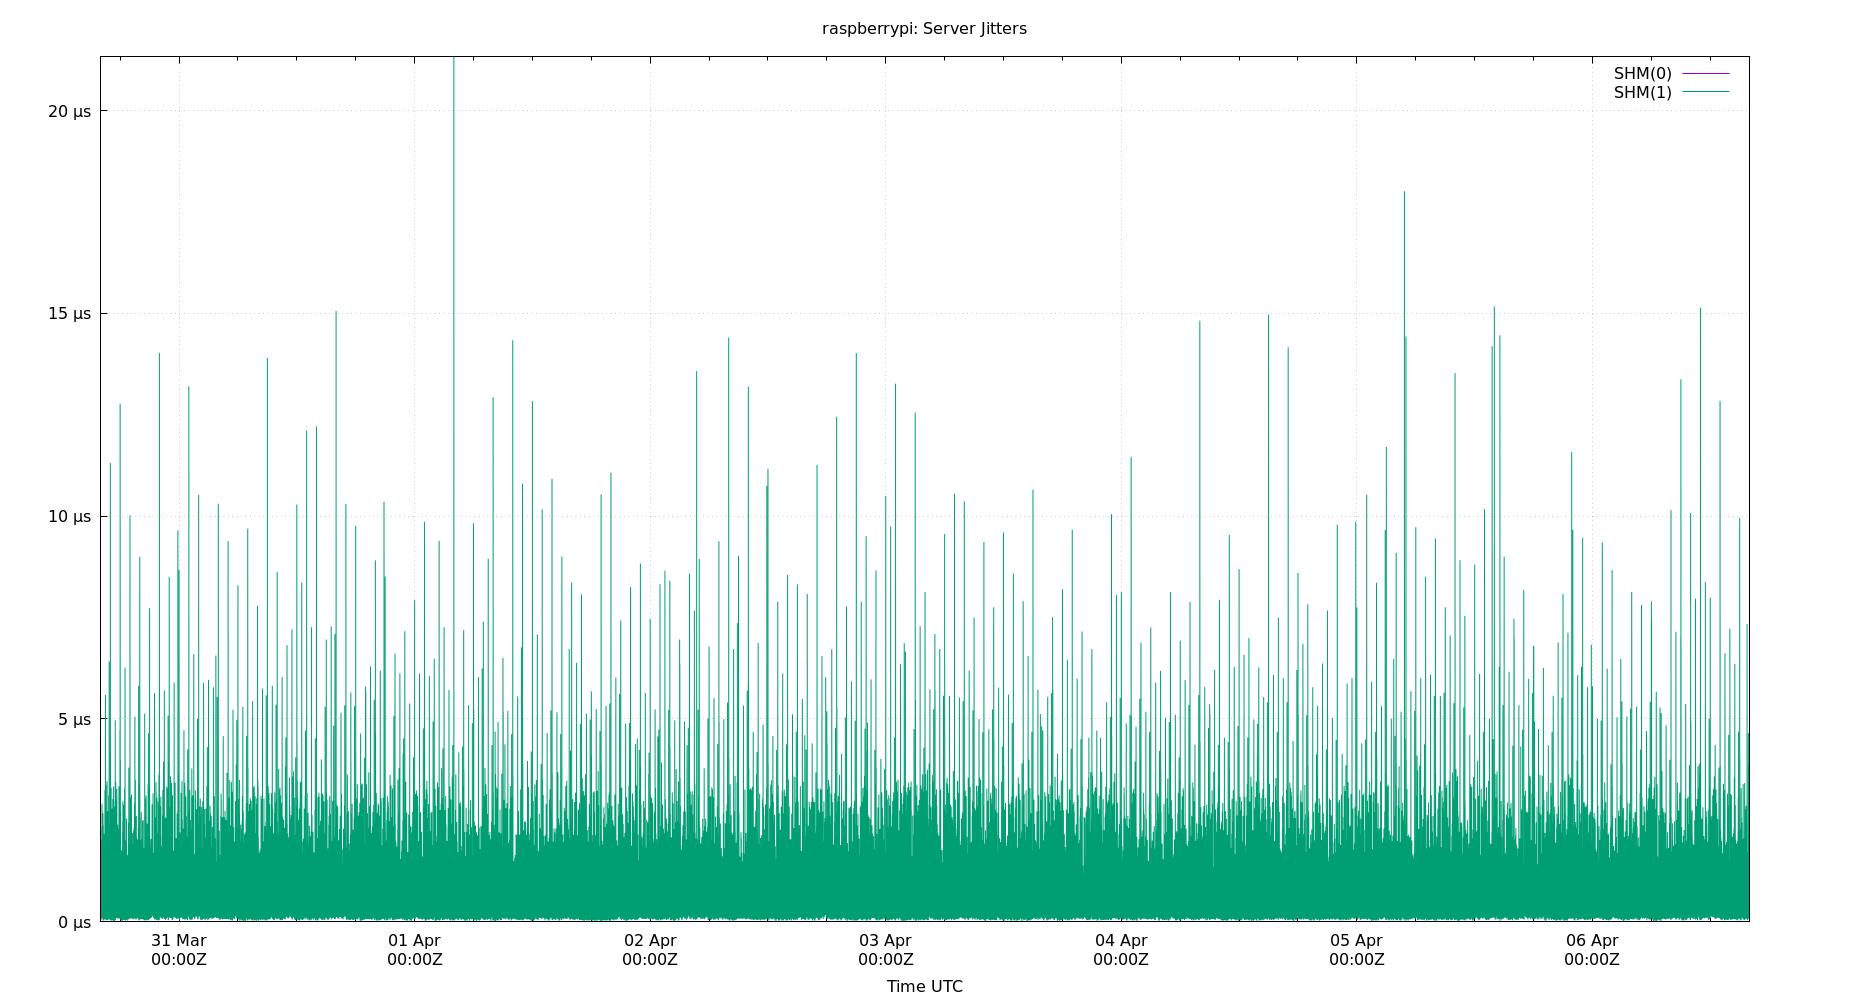 raspberrypi: Server Jitters
SHM(0)
SHM(1)
20 µs
15 µs
10 µs
5 µs
0 µs
31 Mar 01 Apr 02 Apr 03 Apr 04 Apr 05 Apr 06 Apr
00:00Z 00:00Z 00:00Z 00:00Z 00:00Z 00:00Z 00:00Z
Time UTC